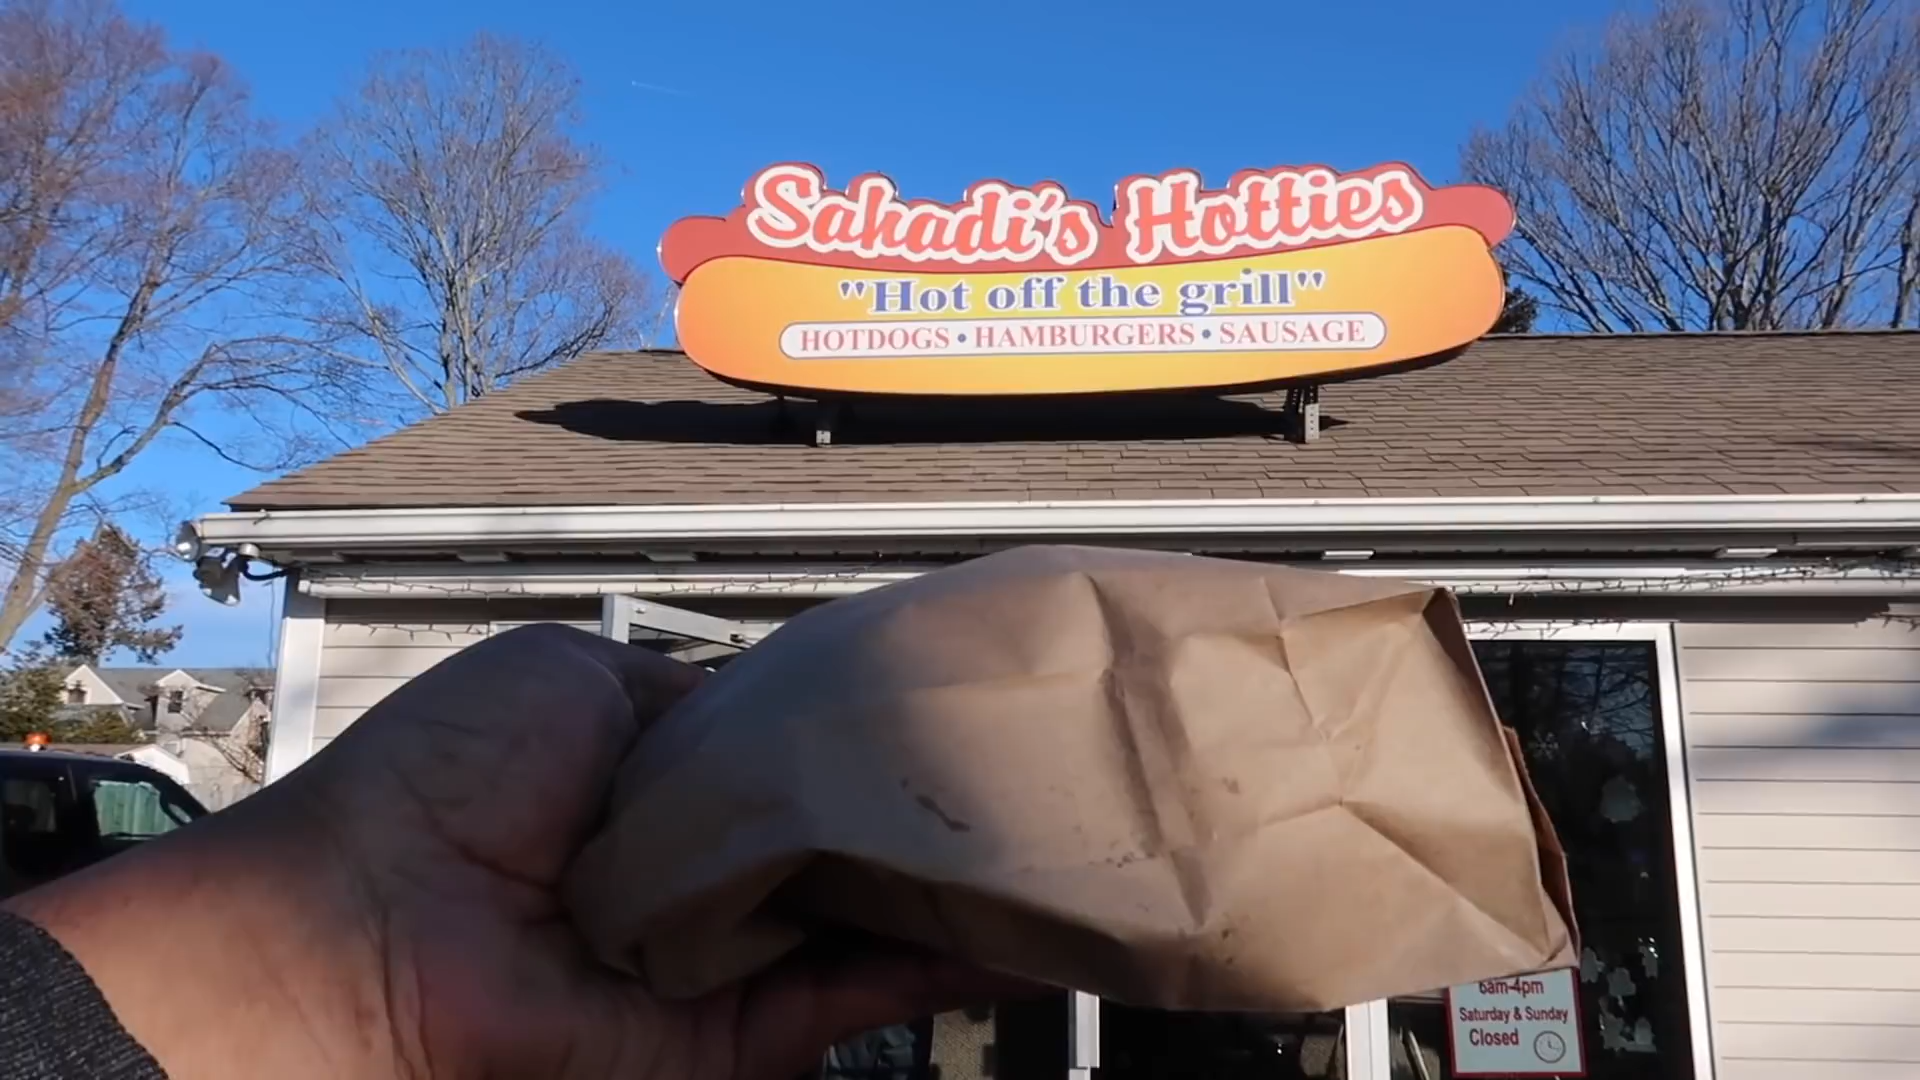 Sahadi's Hotties
"Hot off the grill"
HOTDOGS • HAMBURGERS • SAUSAGE
6am-4pm
Saturday & Sunday
Closed